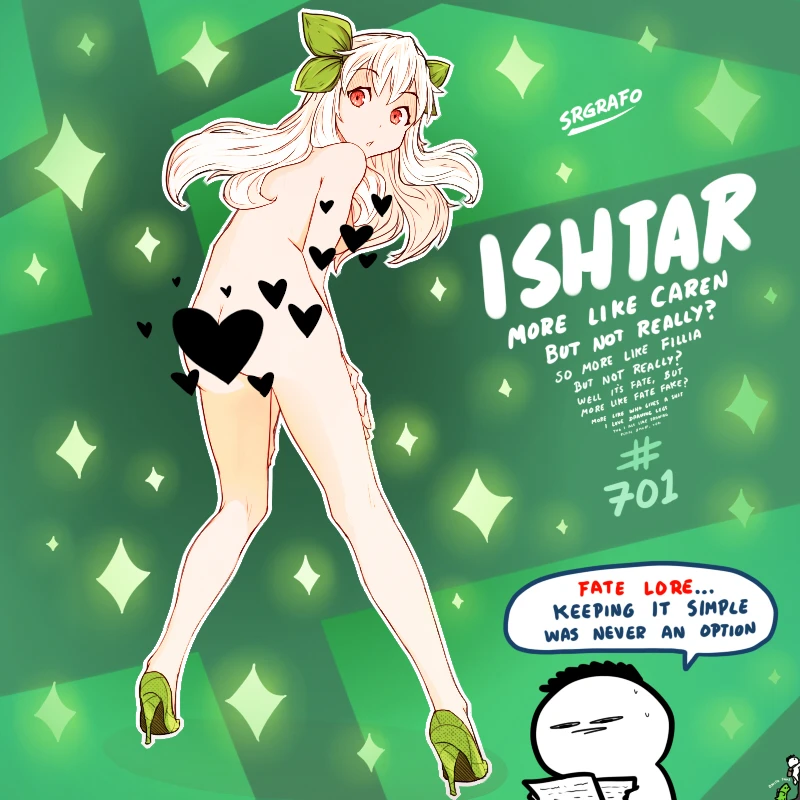 SRGRAFO
ISHTAR
MORE LIKE CAREN
BUT NOT REALLY?
SO MORE LIKE FILLIA
BUT NOT REALLY?
WELL IT'S FATE, BUT
MORE LIKE FATE FAKE?
MORE LIKE WHO LIKES A SUIT
I LOVE DRAWING LEGS
#
701
FATE LORE...
KEEPING IT SIMPLE
WAS NEVER AN OPTION